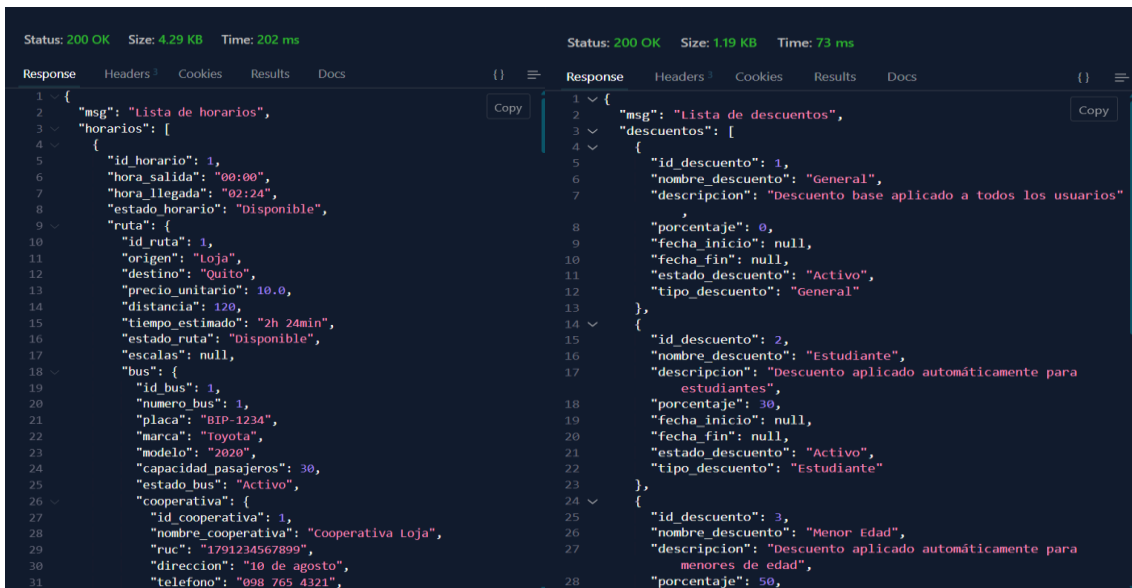 Status: 200 OK Size: 4.29 KB Time: 202 ms
Response Headers 3 Cookies Results Docs {}
Copy
1 {
2 "msg": "Lista de horarios",
3 "horarios": [
4 {
5 "id_horario": 1,
6 "hora_salida": "00:00",
7 "hora_llegada": "02:24",
8 "estado_horario": "Disponible",
9 "ruta": {
10 "id_ruta": 1,
11 "origen": "Loja",
12 "destino": "Quito",
13 "precio_unitario": 10.0,
14 "distancia": 120,
15 "tiempo_estimado": "2h 24min",
16 "estado_ruta": "Disponible",
17 "escalas": null,
18 "bus": {
19 "id_bus": 1,
20 "numero_bus": 1,
21 "placa": "BIP-1234",
22 "marca": "Toyota",
23 "modelo": "2020",
24 "capacidad_pasajeros": 30,
25 "estado_bus": "Activo",
26 "cooperativa": {
27 "id_cooperativa": 1,
28 "nombre_cooperativa": "Cooperativa Loja",
29 "ruc": "1791234567899",
30 "direccion": "10 de agosto",
31 "telefono": "098 765 4321",
Status: 200 OK Size: 1.19 KB Time: 73 ms
Response Headers 3 Cookies Results Docs {}
Copy
1 {
2 "msg": "Lista de descuentos",
3 "descuentos": [
4 {
5 "id_descuento": 1,
6 "nombre_descuento": "General",
7 "descripcion": "Descuento base aplicado a todos los usuarios"
,
8 "porcentaje": 0,
9 "fecha_inicio": null,
10 "fecha_fin": null,
11 "estado_descuento": "Activo",
12 "tipo_descuento": "General"
13 },
14 {
15 "id_descuento": 2,
16 "nombre_descuento": "Estudiante",
17 "descripcion": "Descuento aplicado automáticamente para
estudiantes",
18 "porcentaje": 30,
19 "fecha_inicio": null,
20 "fecha_fin": null,
21 "estado_descuento": "Activo",
22 "tipo_descuento": "Estudiante"
23 },
24 {
25 "id_descuento": 3,
26 "nombre_descuento": "Menor Edad",
27 "descripcion": "Descuento aplicado automáticamente para
menores de edad",
28 "porcentaje": 50,